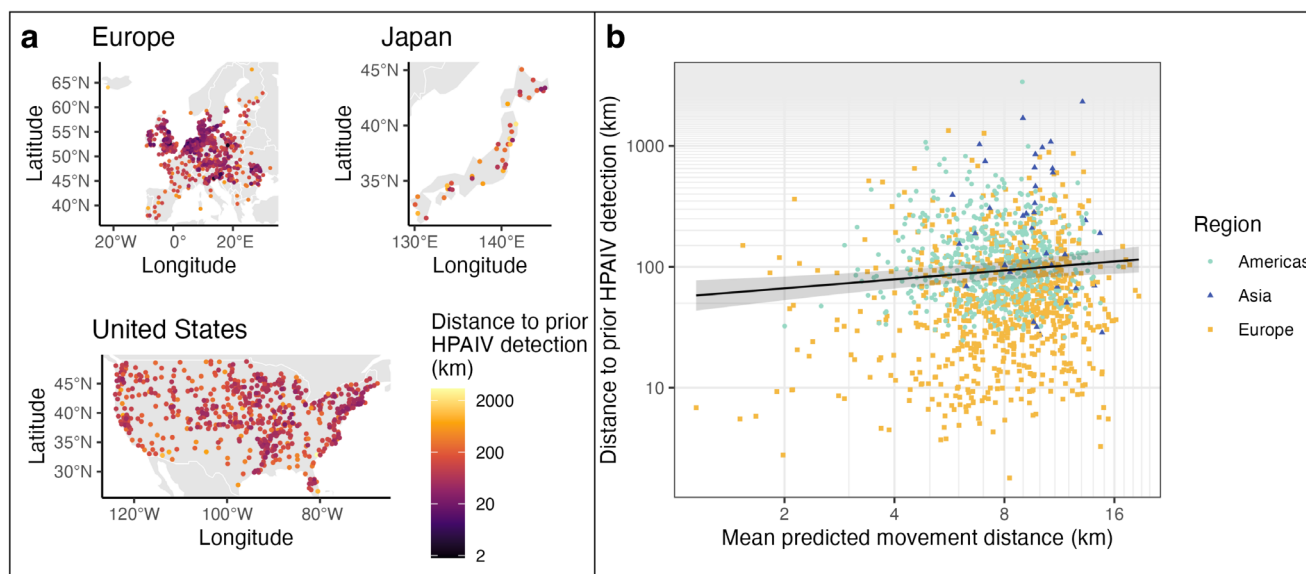 a
Europe
65°N
60°N
55°N
50°N
45°N
40°N
Latitude
20°W
0°
20°E
Longitude
Japan
45°N
40°N
35°N
Latitude
130°E
140°E
Longitude
United States
45°N
40°N
35°N
30°N
Latitude
120°W
100°W
80°W
Longitude
Distance to prior
HPAIV detection
(km)
2000
200
20
2
b
Distance to prior HPAIV detection (km)
1000
100
10
2
4
8
16
Mean predicted movement distance (km)
Region
Americas
Asia
Europe